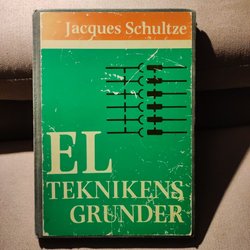 Jacques Schultze
EL
TEKNIKENS
GRUNDER